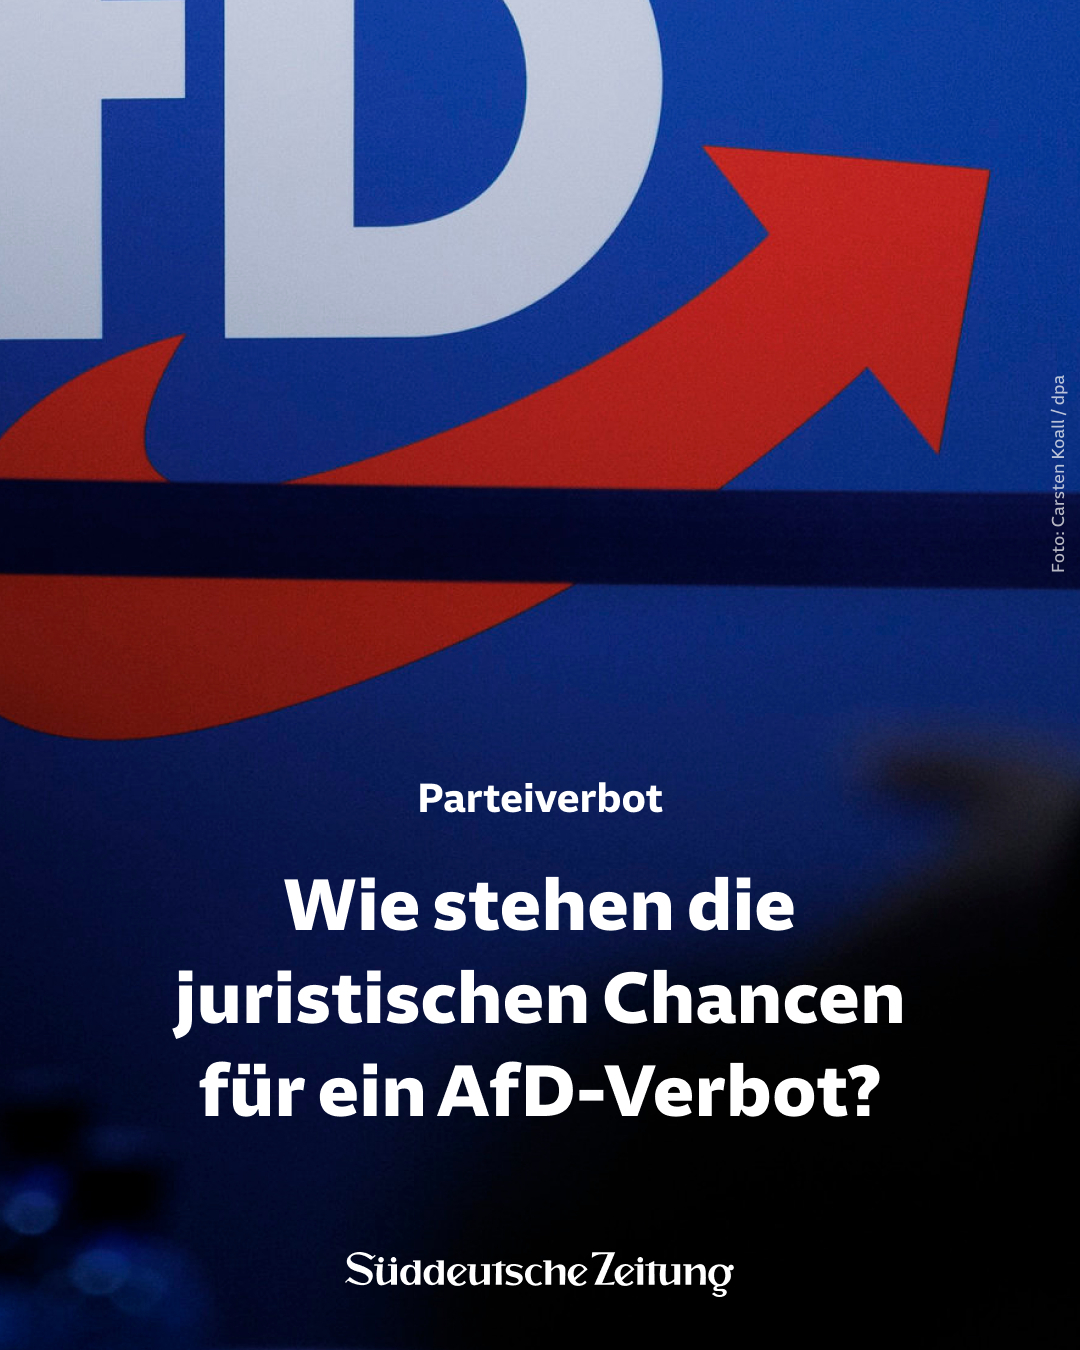 fD
Foto: Carsten Koall / dpa
Parteiverbot
Wie stehen die
juristischen Chancen
für ein AfD-Verbot?
Süddeutsche Zeitung